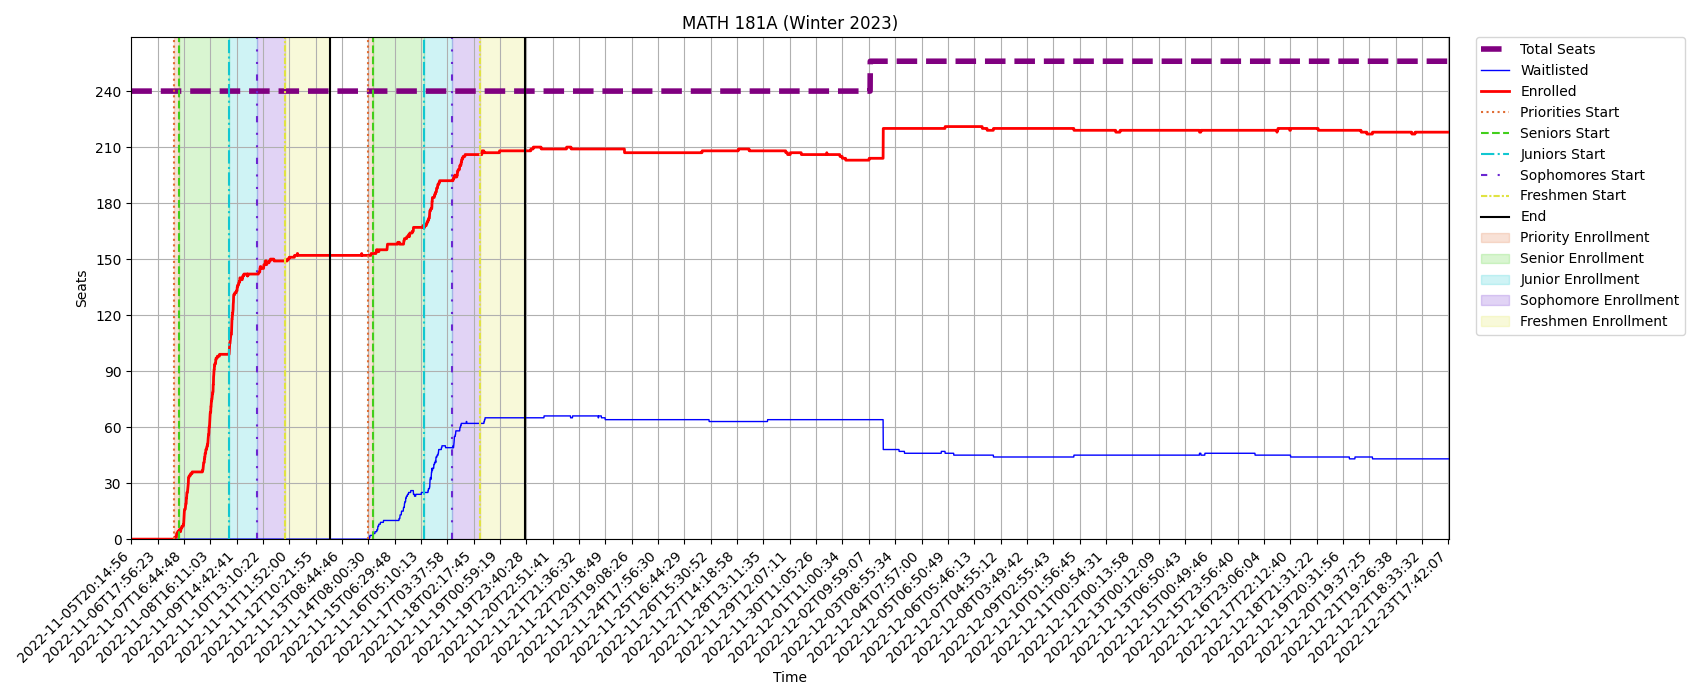 MATH 181A (Winter 2023)
Seats
240
210
180
150
120
90
60
30
0
2022-11-05T20:14:56
2022-11-06T17:56:23
2022-11-07T16:44:48
2022-11-08T16:11:03
2022-11-09T14:42:41
2022-11-10T13:10:22
2022-11-11T11:52:00
2022-11-12T10:21:55
2022-11-13T08:44:46
2022-11-14T08:00:30
2022-11-15T06:29:48
2022-11-16T05:10:13
2022-11-17T03:37:58
2022-11-18T02:17:45
2022-11-19T00:59:19
2022-11-19T23:40:28
2022-11-20T22:51:41
2022-11-21T21:36:32
2022-11-22T20:18:49
2022-11-23T19:08:26
2022-11-24T17:56:30
2022-11-25T16:44:29
2022-11-26T15:30:52
2022-11-27T14:18:58
2022-11-28T13:11:35
2022-11-29T12:07:11
2022-11-30T11:05:26
2022-12-01T11:00:34
2022-12-02T09:59:07
2022-12-03T08:55:34
2022-12-04T07:57:00
2022-12-05T06:50:49
2022-12-06T05:46:13
2022-12-07T04:55:12
2022-12-08T03:49:42
2022-12-09T02:55:43
2022-12-10T01:56:45
2022-12-11T00:54:31
2022-12-12T00:13:58
2022-12-13T00:12:09
2022-12-13T06:50:43
2022-12-15T00:49:46
2022-12-15T23:56:40
2022-12-16T23:06:04
2022-12-17T22:12:40
2022-12-18T21:31:22
2022-12-19T20:31:56
2022-12-20T19:37:25
2022-12-21T19:26:38
2022-12-22T18:33:32
2022-12-23T17:42:07
Time
Total Seats
Waitlisted
Enrolled
Priorities Start
Seniors Start
Juniors Start
Sophomores Start
Freshmen Start
End
Priority Enrollment
Senior Enrollment
Junior Enrollment
Sophomore Enrollment
Freshmen Enrollment